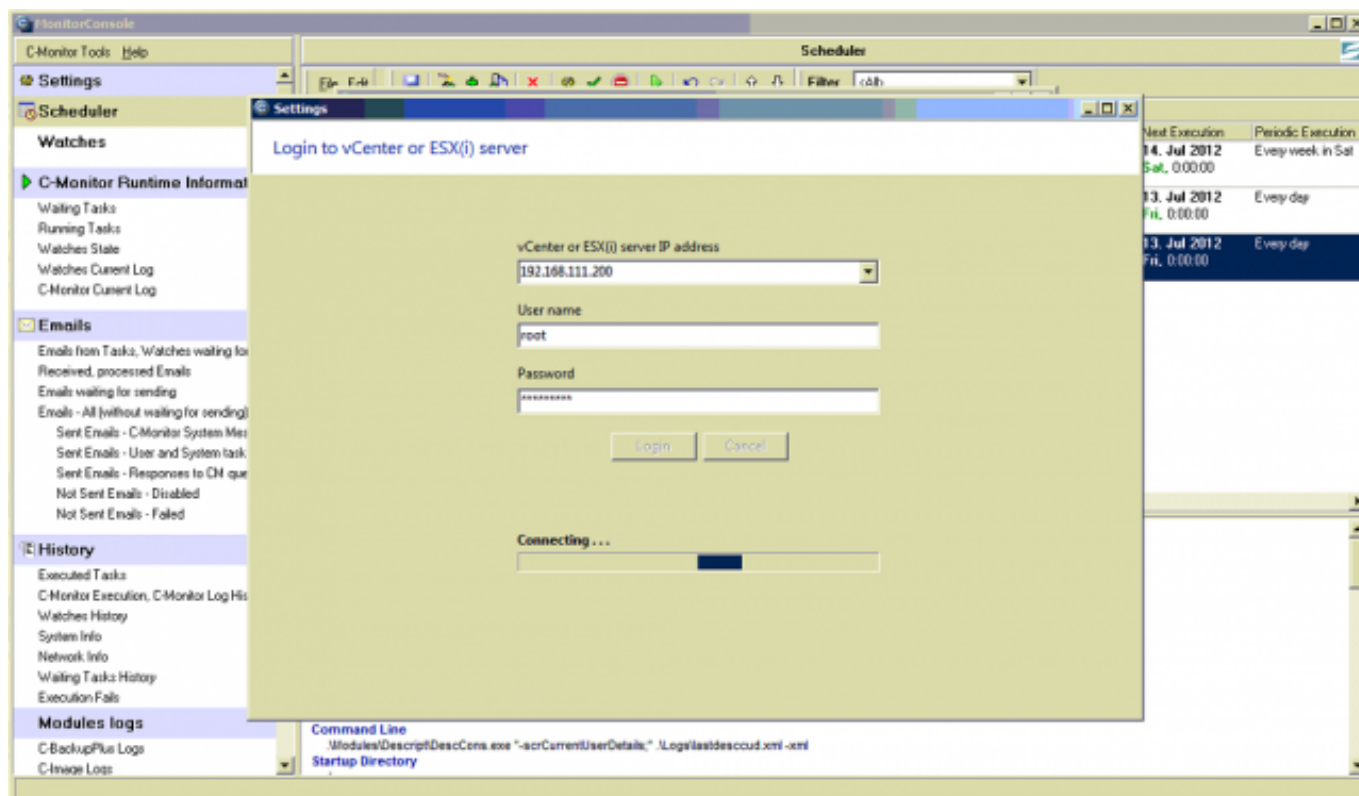 MonitorConsole
C-Monitor Tools Help
Scheduler
Settings
File Edit
Filter <All>
Scheduler
Watches
C-Monitor Runtime Informat
Waiting Tasks
Running Tasks
Watches State
Watches Current Log
C-Monitor Current Log
Emails
Emails from Tasks, Watches waiting for
Received, processed Emails
Emails waiting for sending
Emails - All (without waiting for sending)
Sent Emails - C-Monitor System Mes
Sent Emails - User and System task
Sent Emails - Responses to CM que
Not Sent Emails - Disabled
Not Sent Emails - Failed
History
Executed Tasks
C-Monitor Execution, C-Monitor Log His
Watches History
System Info
Network Info
Waiting Tasks History
Execution Fails
Modules logs
C-BackupPlus Logs
C-Image Logs
Settings
Login to vCenter or ESX(i) server
vCenter or ESX(i) server IP address
192.168.111.200
User name
root
Password
*********
Login Cancel
Connecting . . .
Next Execution Periodic Execution
14. Jul 2012 Every week in Sat
Sat, 0:00:00
13. Jul 2012 Every day
Fri, 0:00:00
13. Jul 2012 Every day
Fri, 0:00:00
Command Line
.\Modules\Descript\DescCons.exe "-scrCurrentUserDetails;" .\Logs\lastdesccud.xml -xml
Startup Directory